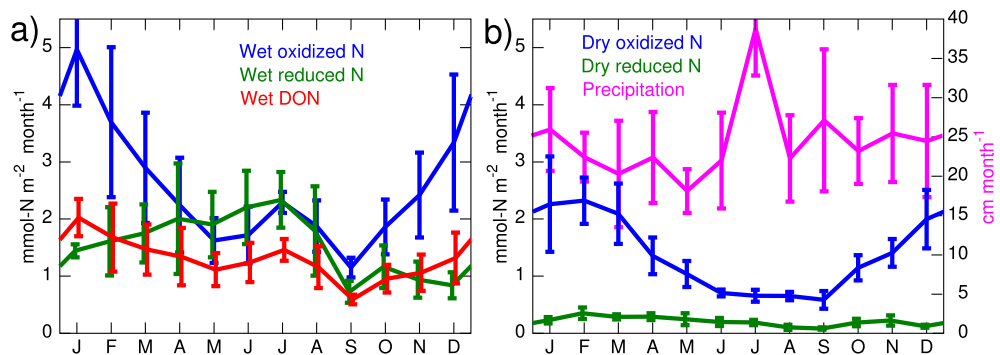 a)
Wet oxidized N
Wet reduced N
Wet DON
mmol-N m⁻² month⁻¹
5
4
3
2
1
0
J F M A M J J A S O N D
b)
Dry oxidized N
Dry reduced N
Precipitation
mmol-N m⁻² month⁻¹
5
4
3
2
1
0
J F M A M J J A S O N D
40
35
30
25
20
15
10
5
0
cm month⁻¹